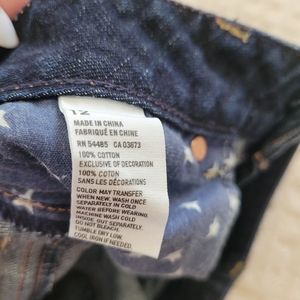 12
MADE IN CHINA
FABRIQUÉ EN CHINE
RN 54485 CA 03673
100% COTTON
EXCLUSIVE OF DECORATION
100% COTON
SANS LES DÉCORATIONS
COLOR MAY TRANSFER
WHEN NEW. WASH ONCE
SEPARATELY IN COLD
WATER BEFORE WEARING.
MACHINE WASH COLD
INSIDE OUT SEPARATELY.
DO NOT BLEACH.
TUMBLE DRY LOW.
COOL IRON IF NEEDED.